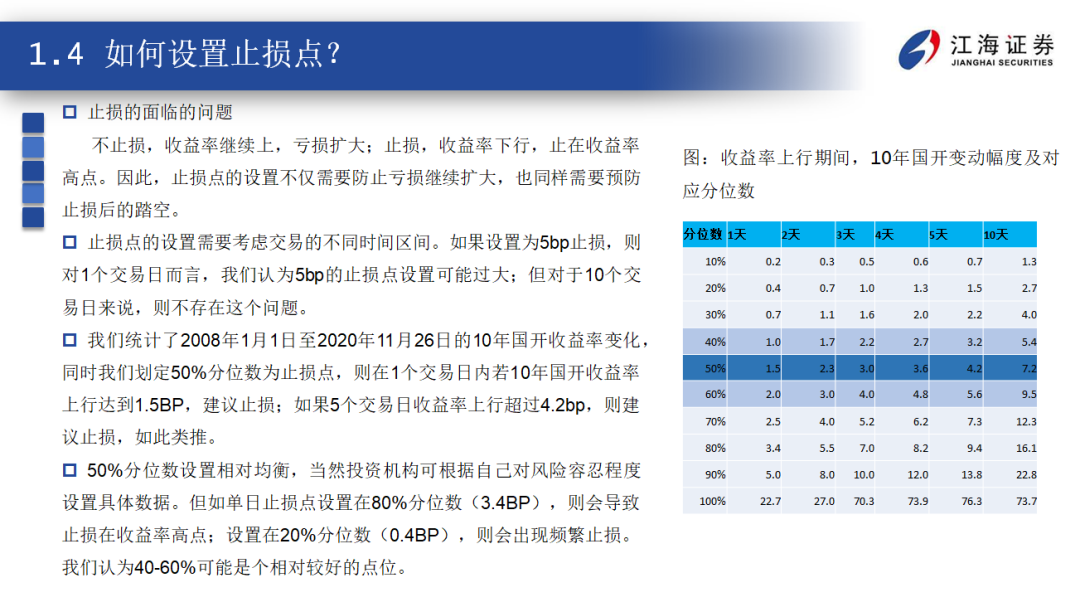 1.4 如何设置止损点?
江海证券
JIANGHAI SECURITIES
止损的面临的问题
不止损，收益率继续上，亏损扩大；止损，收益率下行，止在收益率
高点。因此，止损点的设置不仅需要防止亏损继续扩大，也同样需要预防
止损后的踏空。
止损点的设置需要考虑交易的不同时间区间。如果设置为5bp止损，则
对1个交易日而言，我们认为5bp的止损点设置可能过大；但对于10个交
易日来说，则不存在这个问题。
我们统计了2008年1月1日至2020年11月26日的10年国开收益率变化，
同时我们划定50%分位数为止损点，则在1个交易日内若10年国开收益率
上行达到1.5BP，建议止损；如果5个交易日收益率上行超过4.2bp，则建
议止损，如此类推。
50%分位数设置相对均衡，当然投资机构可根据自己对风险容忍程度
设置具体数据。但如单日止损点设置在80%分位数（3.4BP），则会导致
止损在收益率高点；设置在20%分位数（0.4BP），则会出现频繁止损。
我们认为40-60%可能是个相对较好的点位。
图：收益率上行期间，10年国开变动幅度及对
应分位数
分位数 1天 2天 3天 4天 5天 10天
10% 0.2 0.3 0.5 0.6 0.7 1.3
20% 0.4 0.7 1.0 1.3 1.5 2.7
30% 0.7 1.1 1.6 2.0 2.2 4.0
40% 1.0 1.7 2.2 2.7 3.2 5.4
50% 1.5 2.3 3.0 3.6 4.2 7.2
60% 2.0 3.0 4.0 4.8 5.6 9.5
70% 2.5 4.0 5.2 6.2 7.3 12.3
80% 3.4 5.5 7.0 8.2 9.4 16.1
90% 5.0 8.0 10.0 12.0 13.8 22.8
100% 22.7 27.0 70.3 73.9 76.3 73.7